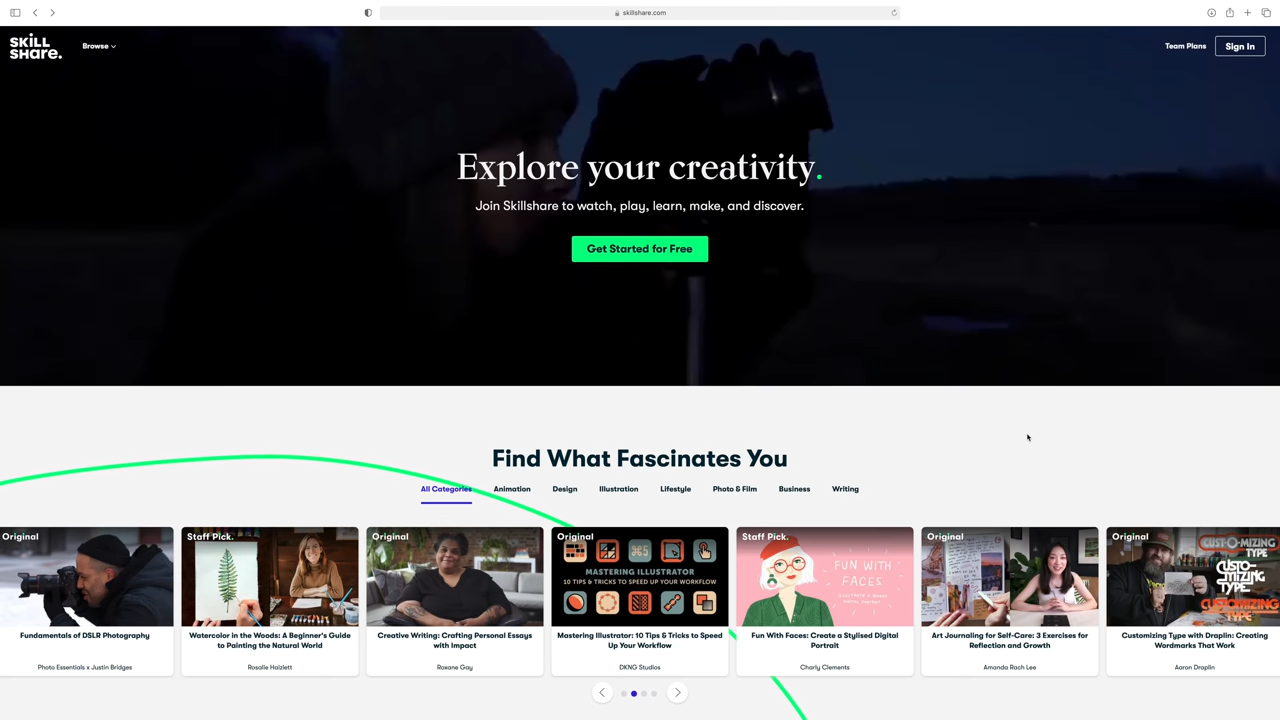 skillshare.com
SKILL
SHARE.
Browse
Team Plans
Sign In
Explore your creativity.
Join Skillshare to watch, play, learn, make, and discover.
Get Started for Free
Find What Fascinates You
All Categories
Animation
Design
Illustration
Lifestyle
Photo & Film
Business
Writing
Original
Fundamentals of DSLR Photography
Photo Essentials x Justin Bridges
Staff Pick.
Watercolor in the Woods: A Beginner's Guide
to Painting the Natural World
Rosalie Haizlett
Original
Creative Writing: Crafting Personal Essays
with Impact
Roxane Gay
Original
⌘5
MASTERING ILLUSTRATOR
10 TIPS & TRICKS TO SPEED UP YOUR WORKFLOW
Mastering Illustrator: 10 Tips & Tricks to Speed
Up Your Workflow
DKNG Studios
Staff Pick.
FUN WITH
FACES
Fun With Faces: Create a Stylised Digital
Portrait
Charly Clements
Original
Art Journaling for Self-Care: 3 Exercises for
Reflection and Growth
Amanda Rach Lee
Original
CUSTOMIZING
TYPE
CUSTO-
MIZING
TYPE
CUSTOMIZING
TYPE
Customizing Type with Draplin: Creating
Wordmarks That Work
Aaron Draplin